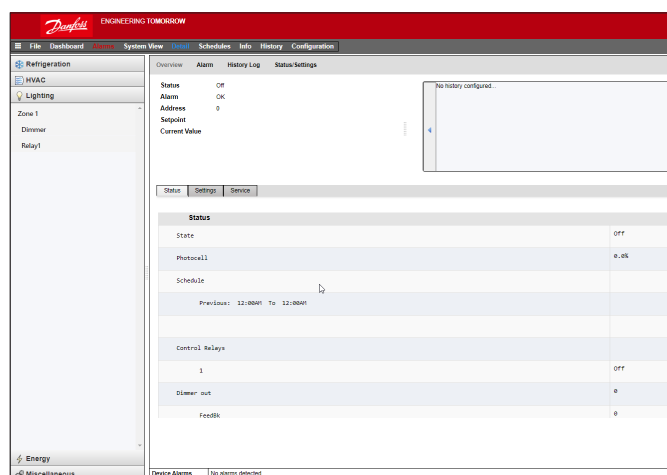 Danfoss ENGINEERING TOMORROW
File Dashboard Alarms System View Detail Schedules Info History Configuration
Refrigeration
HVAC
Lighting
Zone 1
Dimmer
Relay1
Energy
Miscellaneous
Overview Alarm History Log Status/Settings
Status Off
Alarm OK
Address 0
Setpoint
Current Value
No history configured...
Status Settings Service
Status
State Off
Photocell 0.0%
Schedule
Previous: 12:00AM To 12:00AM
Control Relays
1 Off
Dimmer out 0
FeedBk 0
Device Alarms No alarms detected